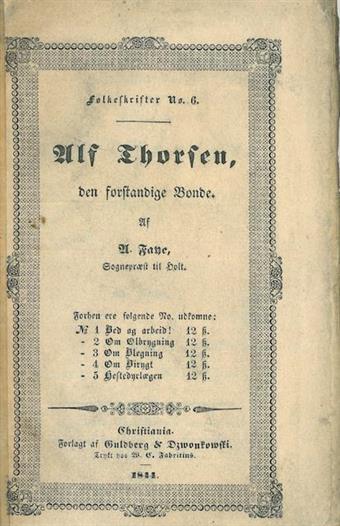 Folkeskrifter No. 6.
Alf Thorsen,
den forstandige Bonde.
Af
A. Faye,
Sognepræst til Holt.
Forhen ere følgende No. udkomne:
№ 1 Bed og arbeid! 12 ß.
- 2 Om Ølbrygning 12 ß.
- 3 Om Blegning 12 ß.
- 4 Om Birygt 12 ß.
- 5 Hestedyrlægen 12 ß.
Christiania.
Forlagt af Guldberg & Dzwonkowski.
Trykt hos W. C. Fabritius.
1844.